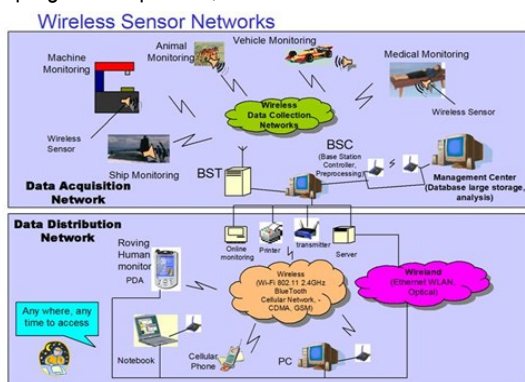 Wireless Sensor Networks
Machine
Monitoring
Animal
Monitoring
Vehicle Monitoring
Medical Monitoring
Wireless
Data Collection
Networks
Wireless Sensor
Wireless
Sensor
Ship Monitoring
BST
BSC
(Base Station
Controller,
Preprocessing)
Management Center
(Database large storage,
analysis)
Data Acquisition
Network
Data Distribution
Network
Online
monitoring
Printer
transmitter
Server
Roving
Human
monitor
PDA
Wireless
(Wi-Fi 802.11 2.4GHz
BlueTooth
Cellular Network, -
CDMA, GSM)
Wireland
(Ethernet WLAN,
Optical)
Any where, any
time to access
Notebook
Cellular
Phone
PC